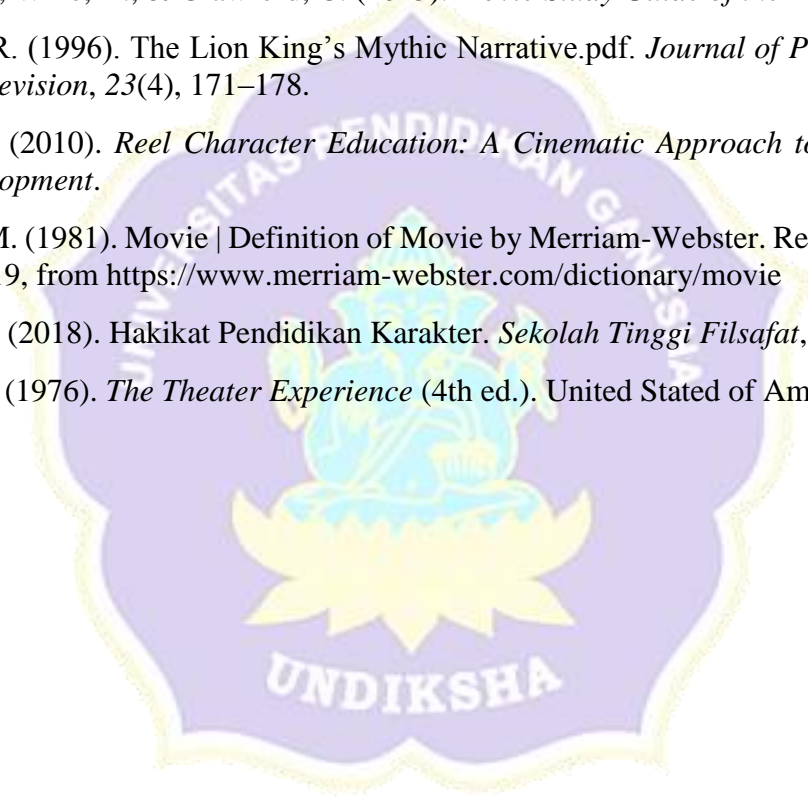 R. (1996). The Lion King’s Mythic Narrative.pdf. Journal of P
evision, 23(4), 171–178.
(2010). Reel Character Education: A Cinematic Approach to
opment.
M. (1981). Movie | Definition of Movie by Merriam-Webster. Re
9, from https://www.merriam-webster.com/dictionary/movie
(2018). Hakikat Pendidikan Karakter. Sekolah Tinggi Filsafat,
(1976). The Theater Experience (4th ed.). United Stated of Am
UNIVERSITAS PENDIDIKAN GANESHA
UNDIKSHA